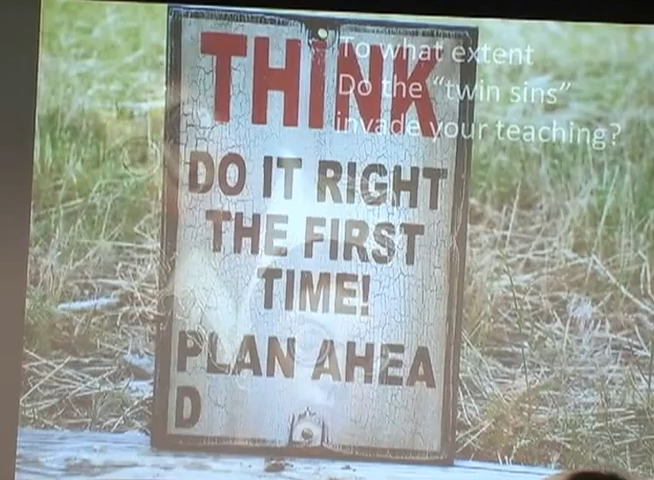 THINK
To what extent
Do the “twin sins”
invade your teaching?
DO IT RIGHT
THE FIRST
TIME!
PLAN AHEA
D